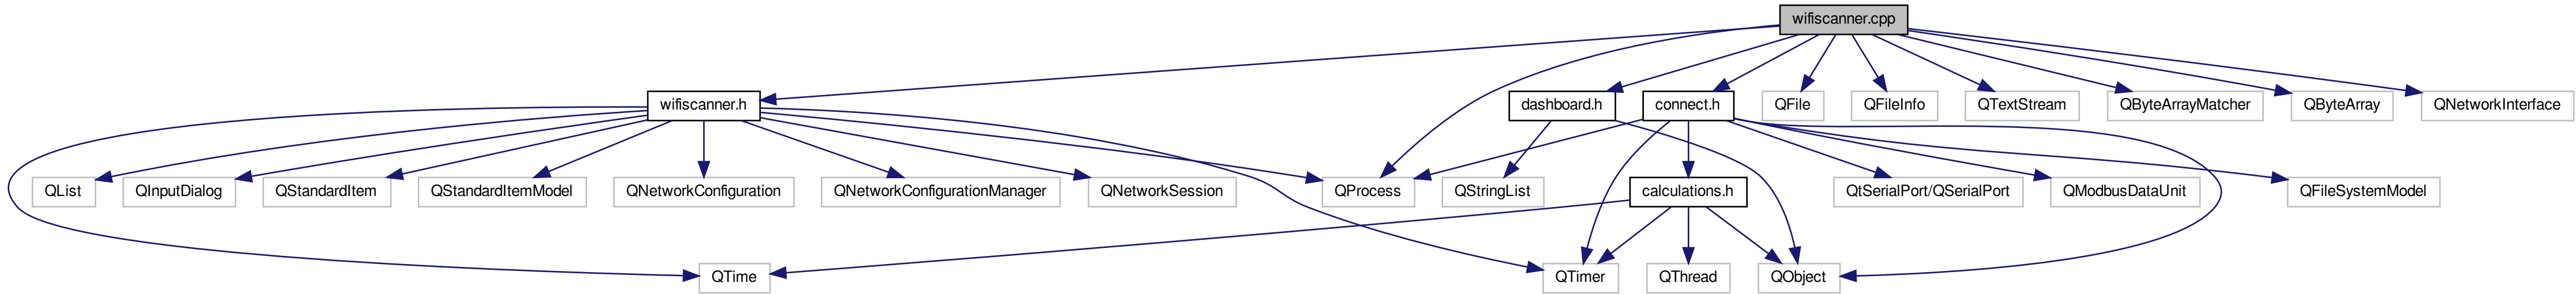 wifiscanner.cpp
wifiscanner.h
dashboard.h
connect.h
QFile
QFileInfo
QTextStream
QByteArrayMatcher
QByteArray
QNetworkInterface
QList
QInputDialog
QStandardItem
QStandardItemModel
QNetworkConfiguration
QNetworkConfigurationManager
QNetworkSession
QProcess
QStringList
calculations.h
QtSerialPort/QSerialPort
QModbusDataUnit
QFileSystemModel
QTime
QTimer
QThread
QObject